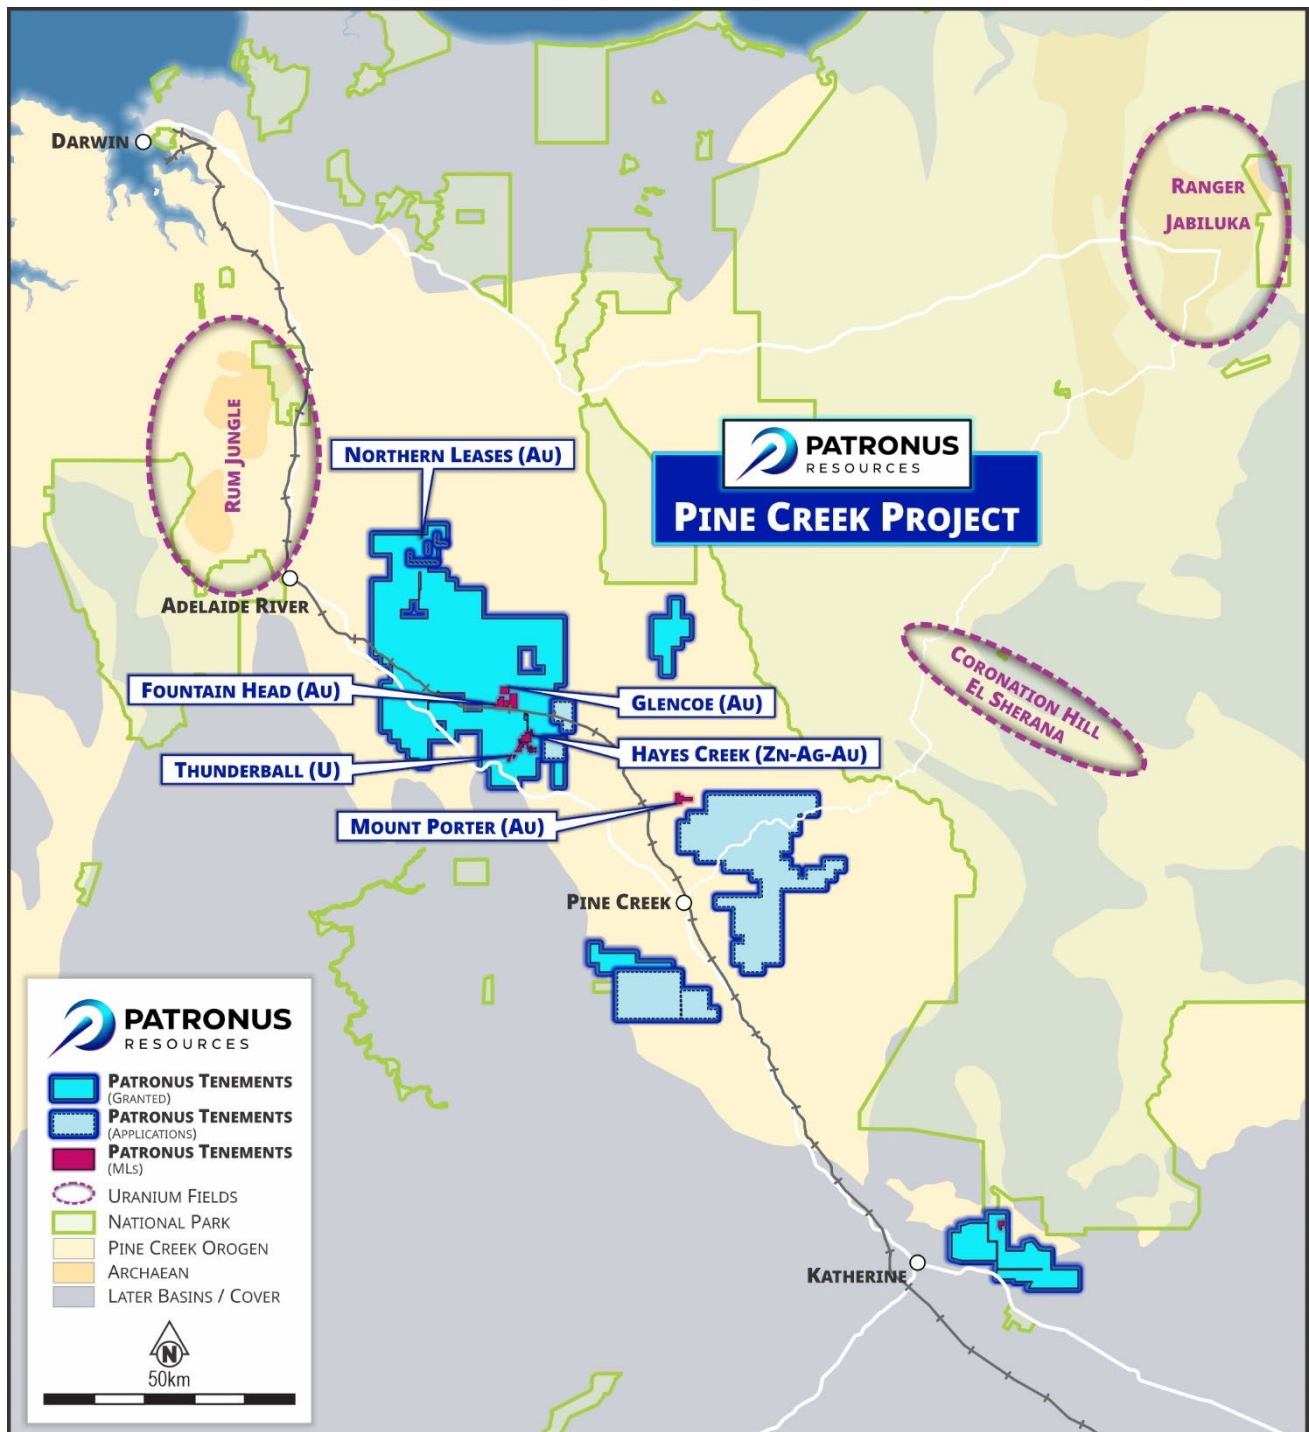 DARWIN
RANGER
JABILUKA
RUM JUNGLE
NORTHERN LEASES (AU)
PATRONUS
RESOURCES
PINE CREEK PROJECT
ADELAIDE RIVER
CORONATION HILL
EL SHERANA
FOUNTAIN HEAD (AU)
GLENCOE (AU)
HAYES CREEK (ZN-AG-AU)
THUNDERBALL (U)
MOUNT PORTER (AU)
PINE CREEK
KATHERINE
PATRONUS
RESOURCES
PATRONUS TENEMENTS
(GRANTED)
PATRONUS TENEMENTS
(APPLICATIONS)
PATRONUS TENEMENTS
(MLS)
URANIUM FIELDS
NATIONAL PARK
PINE CREEK OROGEN
ARCHAEAN
LATER BASINS / COVER
N
50km